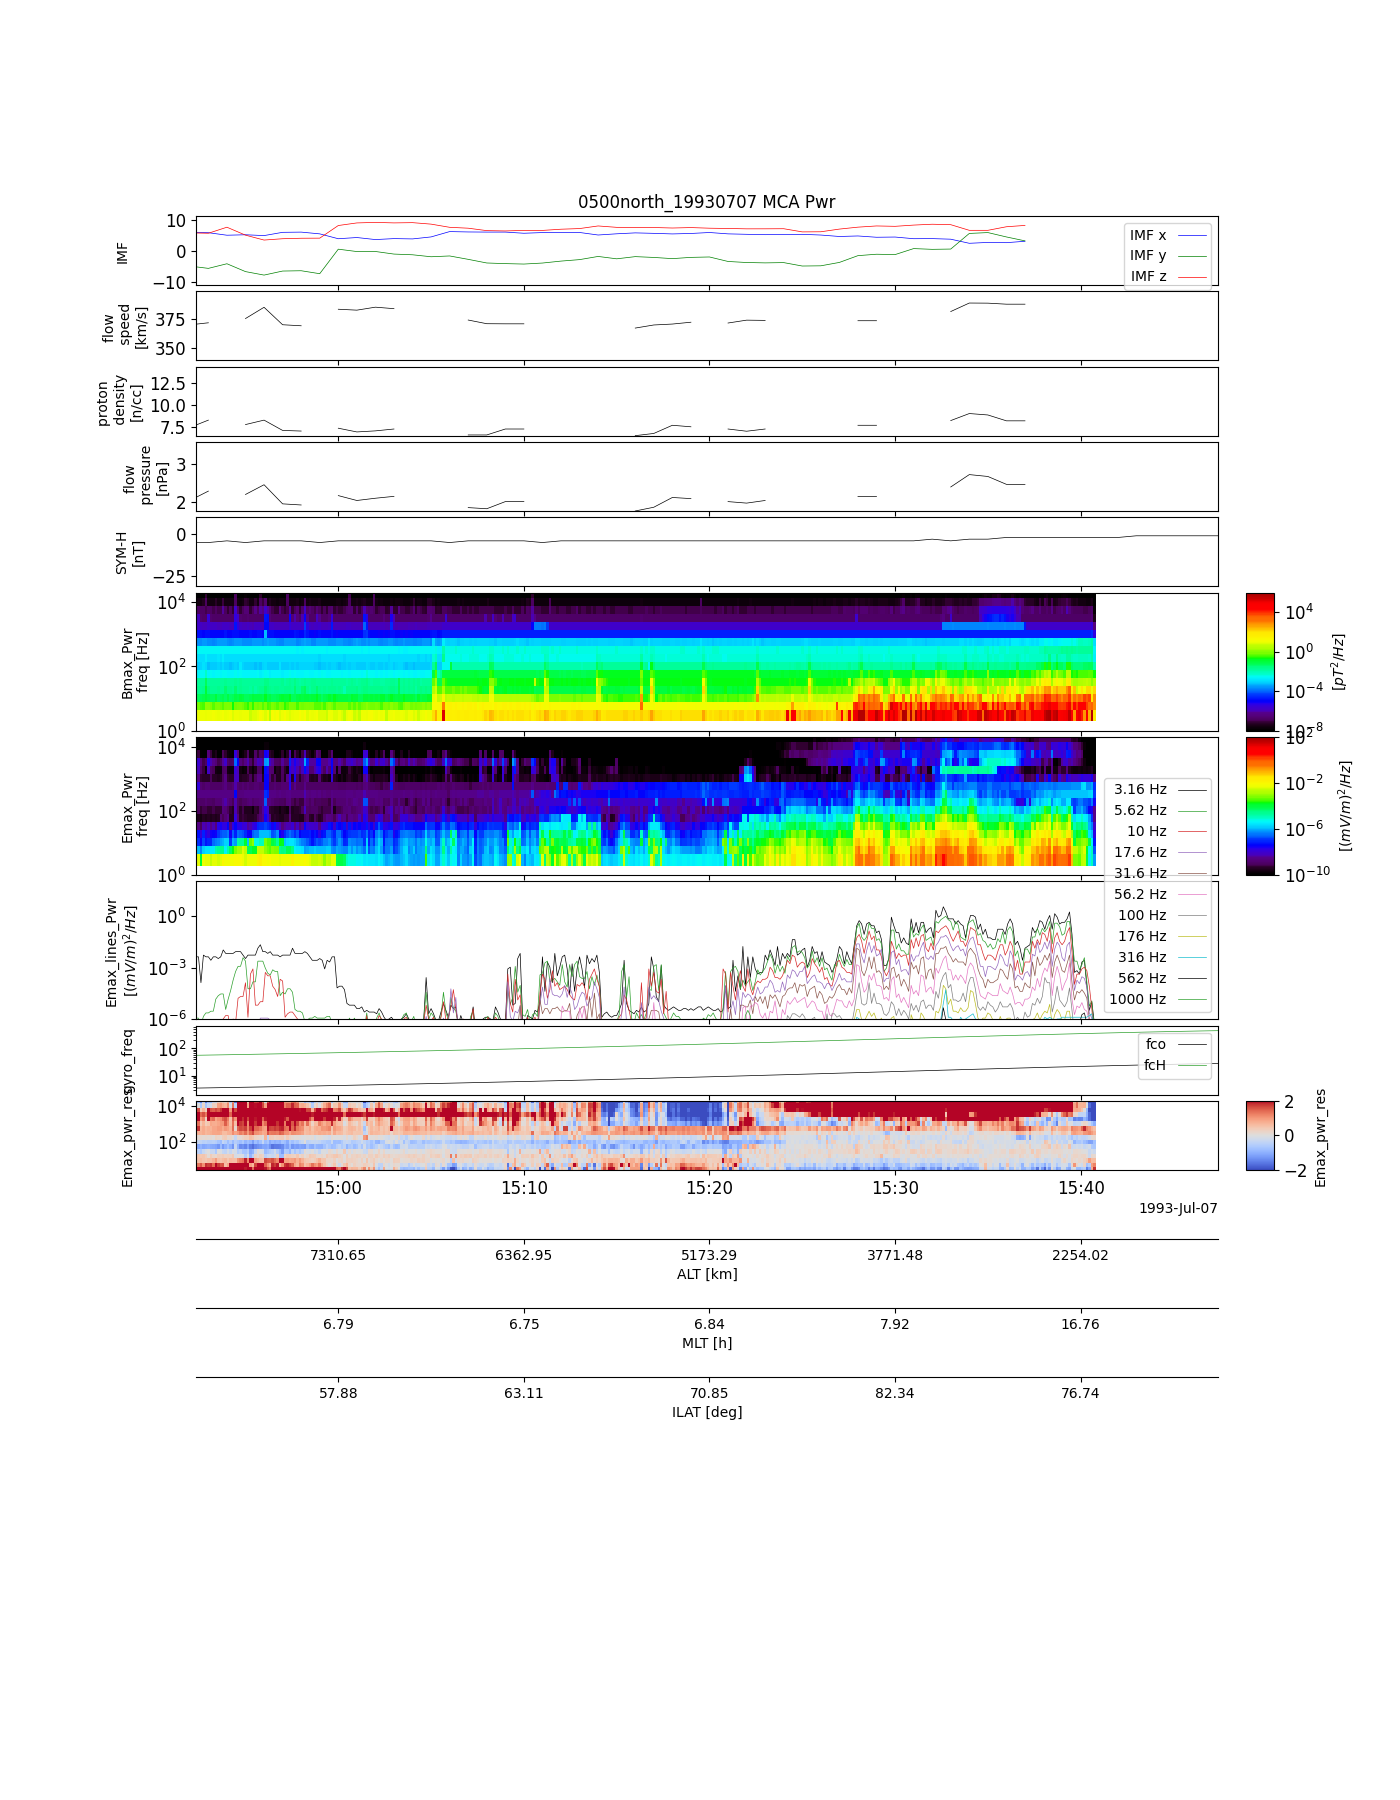 0500north_19930707 MCA Pwr
10
0
−10
IMF
IMF x
IMF y
IMF z
375
350
flow
speed
[km/s]
12.5
10.0
7.5
proton
density
[n/cc]
3
2
flow
pressure
[nPa]
0
−25
SYM-H
[nT]
10^4
10^2
10^0
Bmax_Pwr
freq [Hz]
10^4
10^0
10^−4
10^−8
[pT^2/Hz]
10^4
10^2
10^0
Emax_Pwr
freq [Hz]
10^2
10^−2
10^−6
10^−10
[(mV/m)^2/Hz]
3.16 Hz
5.62 Hz
10 Hz
17.6 Hz
31.6 Hz
56.2 Hz
100 Hz
176 Hz
316 Hz
562 Hz
1000 Hz
10^0
10^−3
10^−6
Emax_lines_Pwr
[(mV/m)^2/Hz]
10^2
10^1
gyro_freq
fco
fcH
10^4
10^2
Emax_pwr_res
2
0
−2
Emax_pwr_res
15:00
15:10
15:20
15:30
15:40
1993-Jul-07
7310.65
6362.95
5173.29
3771.48
2254.02
ALT [km]
6.79
6.75
6.84
7.92
16.76
MLT [h]
57.88
63.11
70.85
82.34
76.74
ILAT [deg]